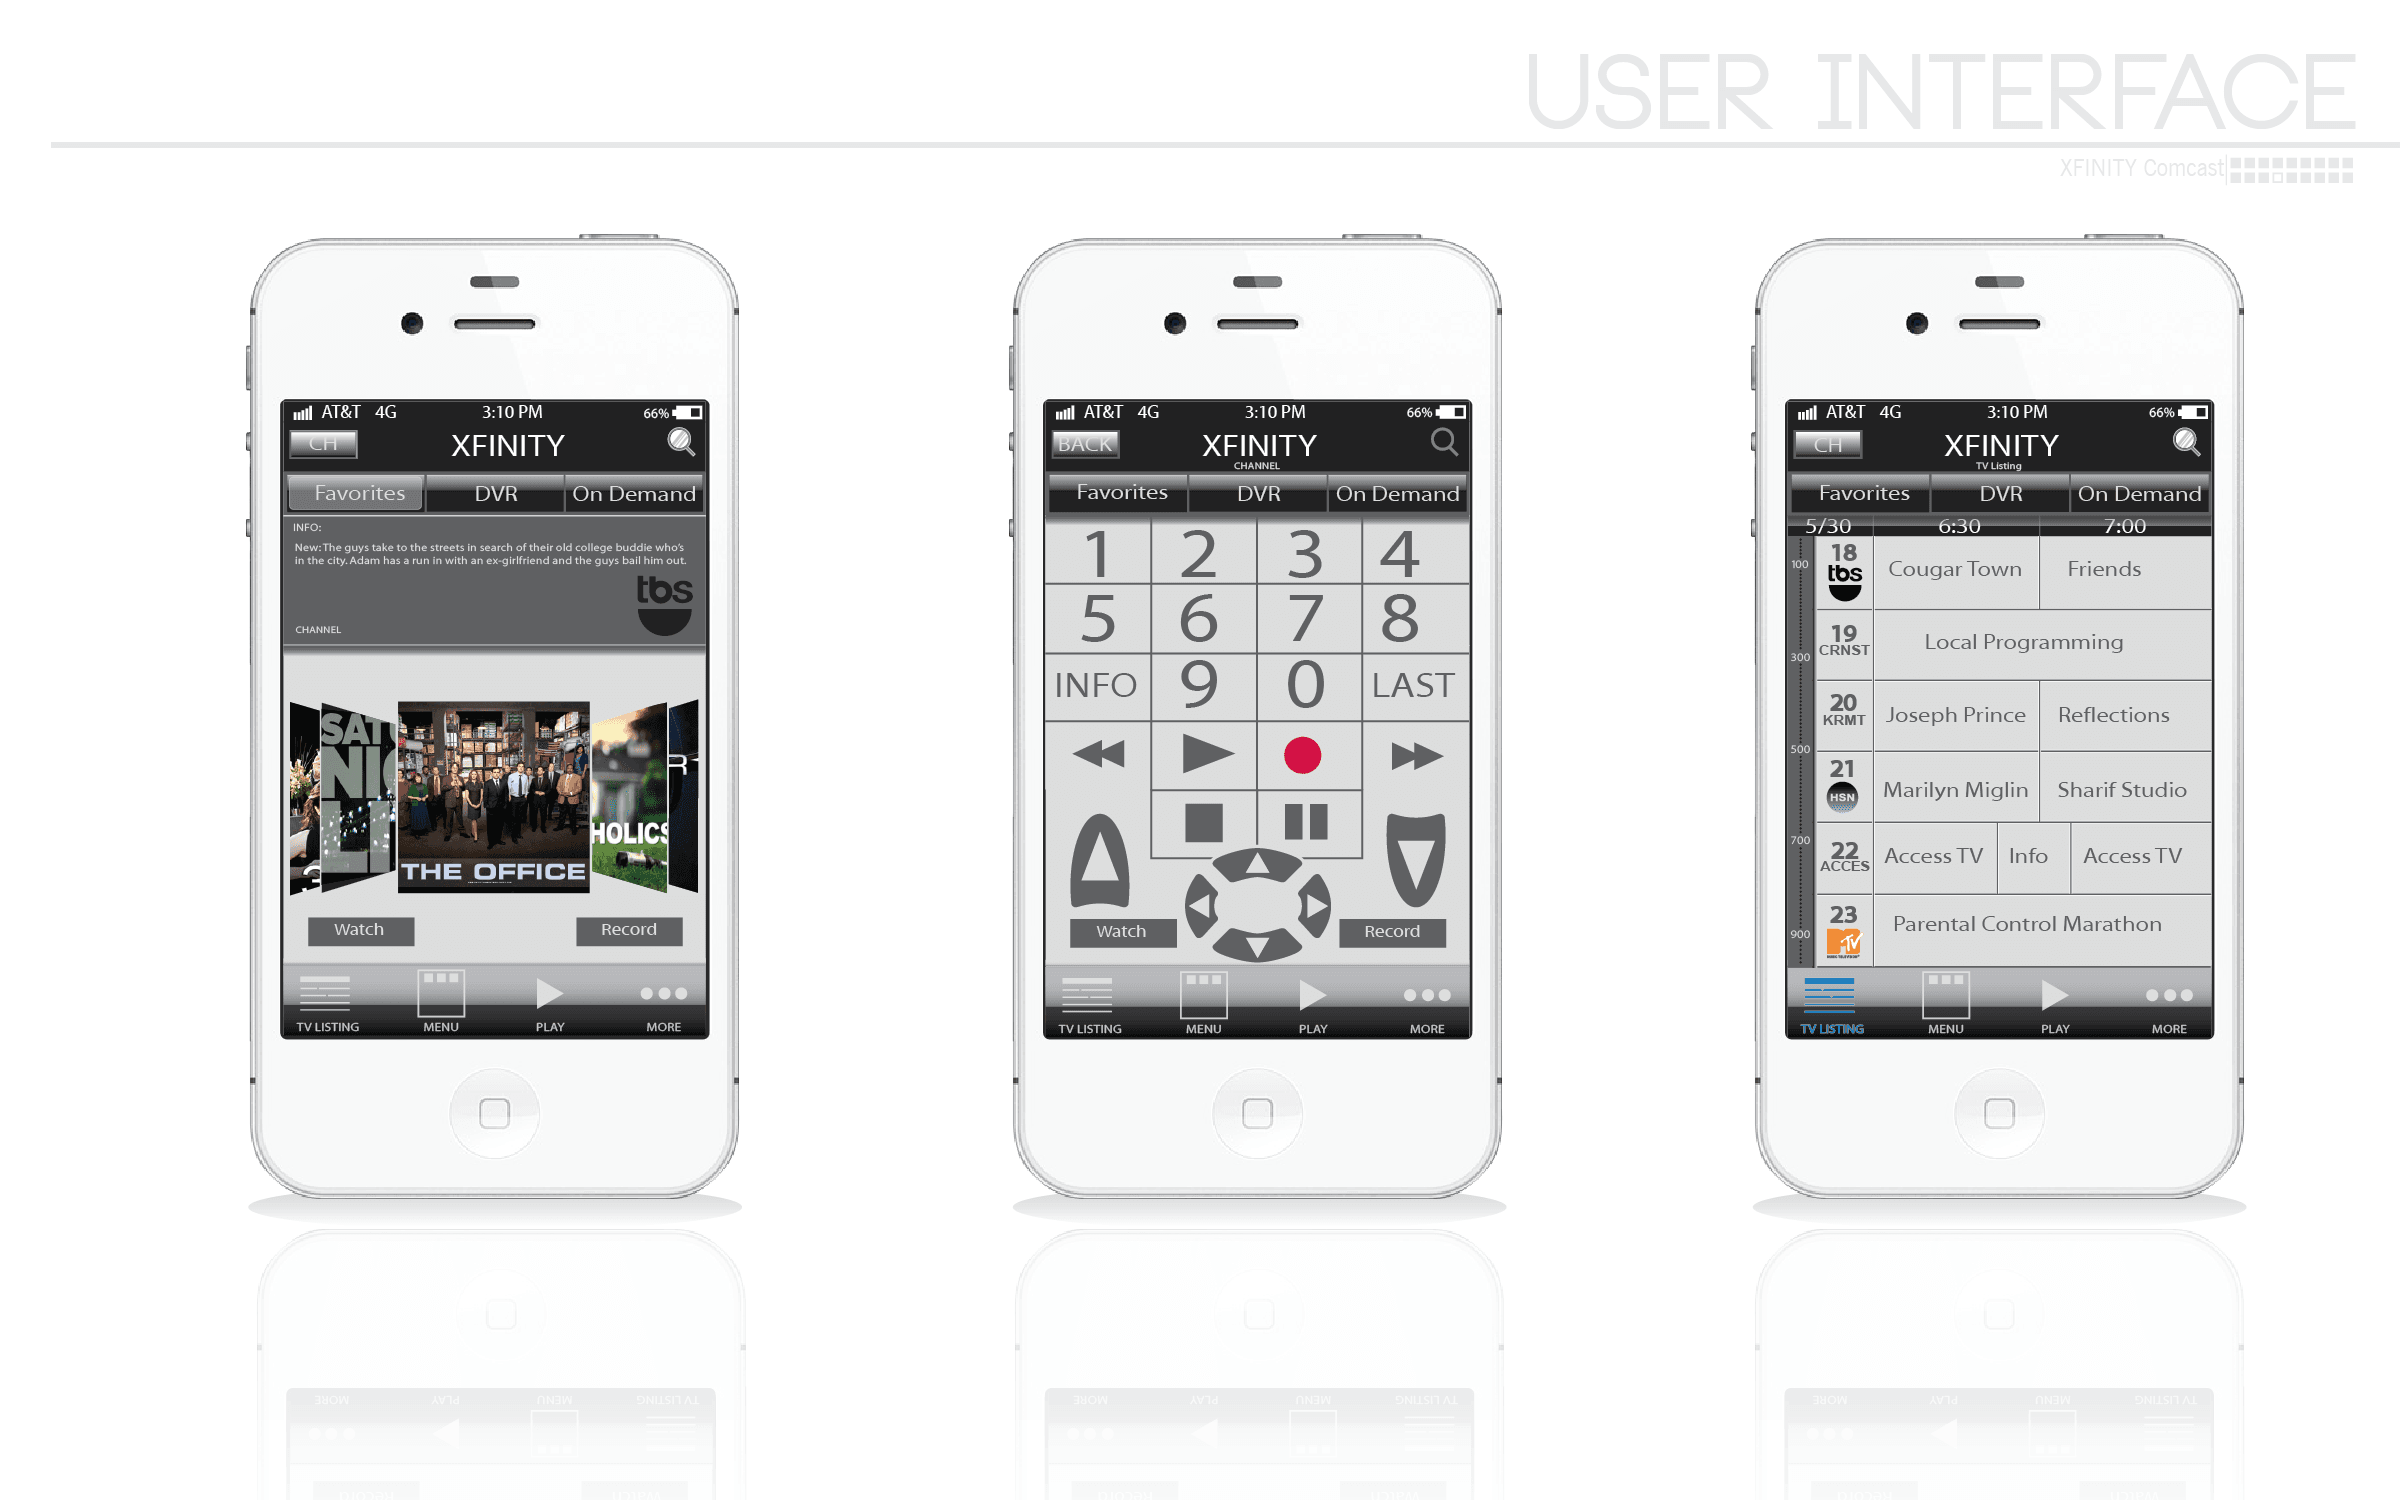 USER INTERFACE
XFINITY Comcast
AT&T 4G 3:10 PM 66%
CH XFINITY
Favorites DVR On Demand
INFO:
New: The guys take to the streets in search of their old college buddie who's
in the city. Adam has a run in with an ex-girlfriend and the guys bail him out.
tbs
CHANNEL
SATU
NIC
LI
HOLICS
R
THE OFFICE
Watch Record
TV LISTING MENU PLAY MORE
AT&T 4G 3:10 PM 66%
BACK XFINITY
CHANNEL
Favorites DVR On Demand
1 2 3 4
5 6 7 8
INFO 9 0 LAST
Watch Record
TV LISTING MENU PLAY MORE
AT&T 4G 3:10 PM 66%
CH XFINITY
TV Listing
Favorites DVR On Demand
5/30 6:30 7:00
100 18 tbs Cougar Town Friends
300 19 CRNST Local Programming
20 KRMT Joseph Prince Reflections
500 21 HSN Marilyn Miglin Sharif Studio
700 22 ACCES Access TV Info Access TV
900 23 MTV MUSIC TELEVISION Parental Control Marathon
TV LISTING MENU PLAY MORE